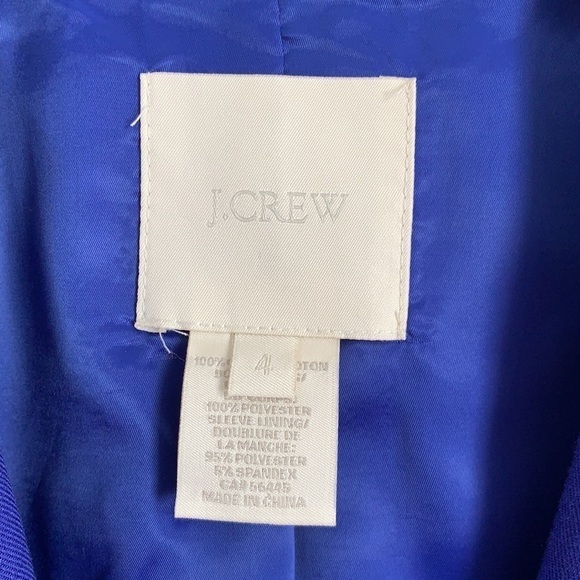 J.CREW
4
100% OTON
100% POLYESTER
SLEEVE LINING/
DOUBLURE DE
LA MANCHE:
95% POLYESTER
5% SPANDEX
CA# 56445
MADE IN CHINA